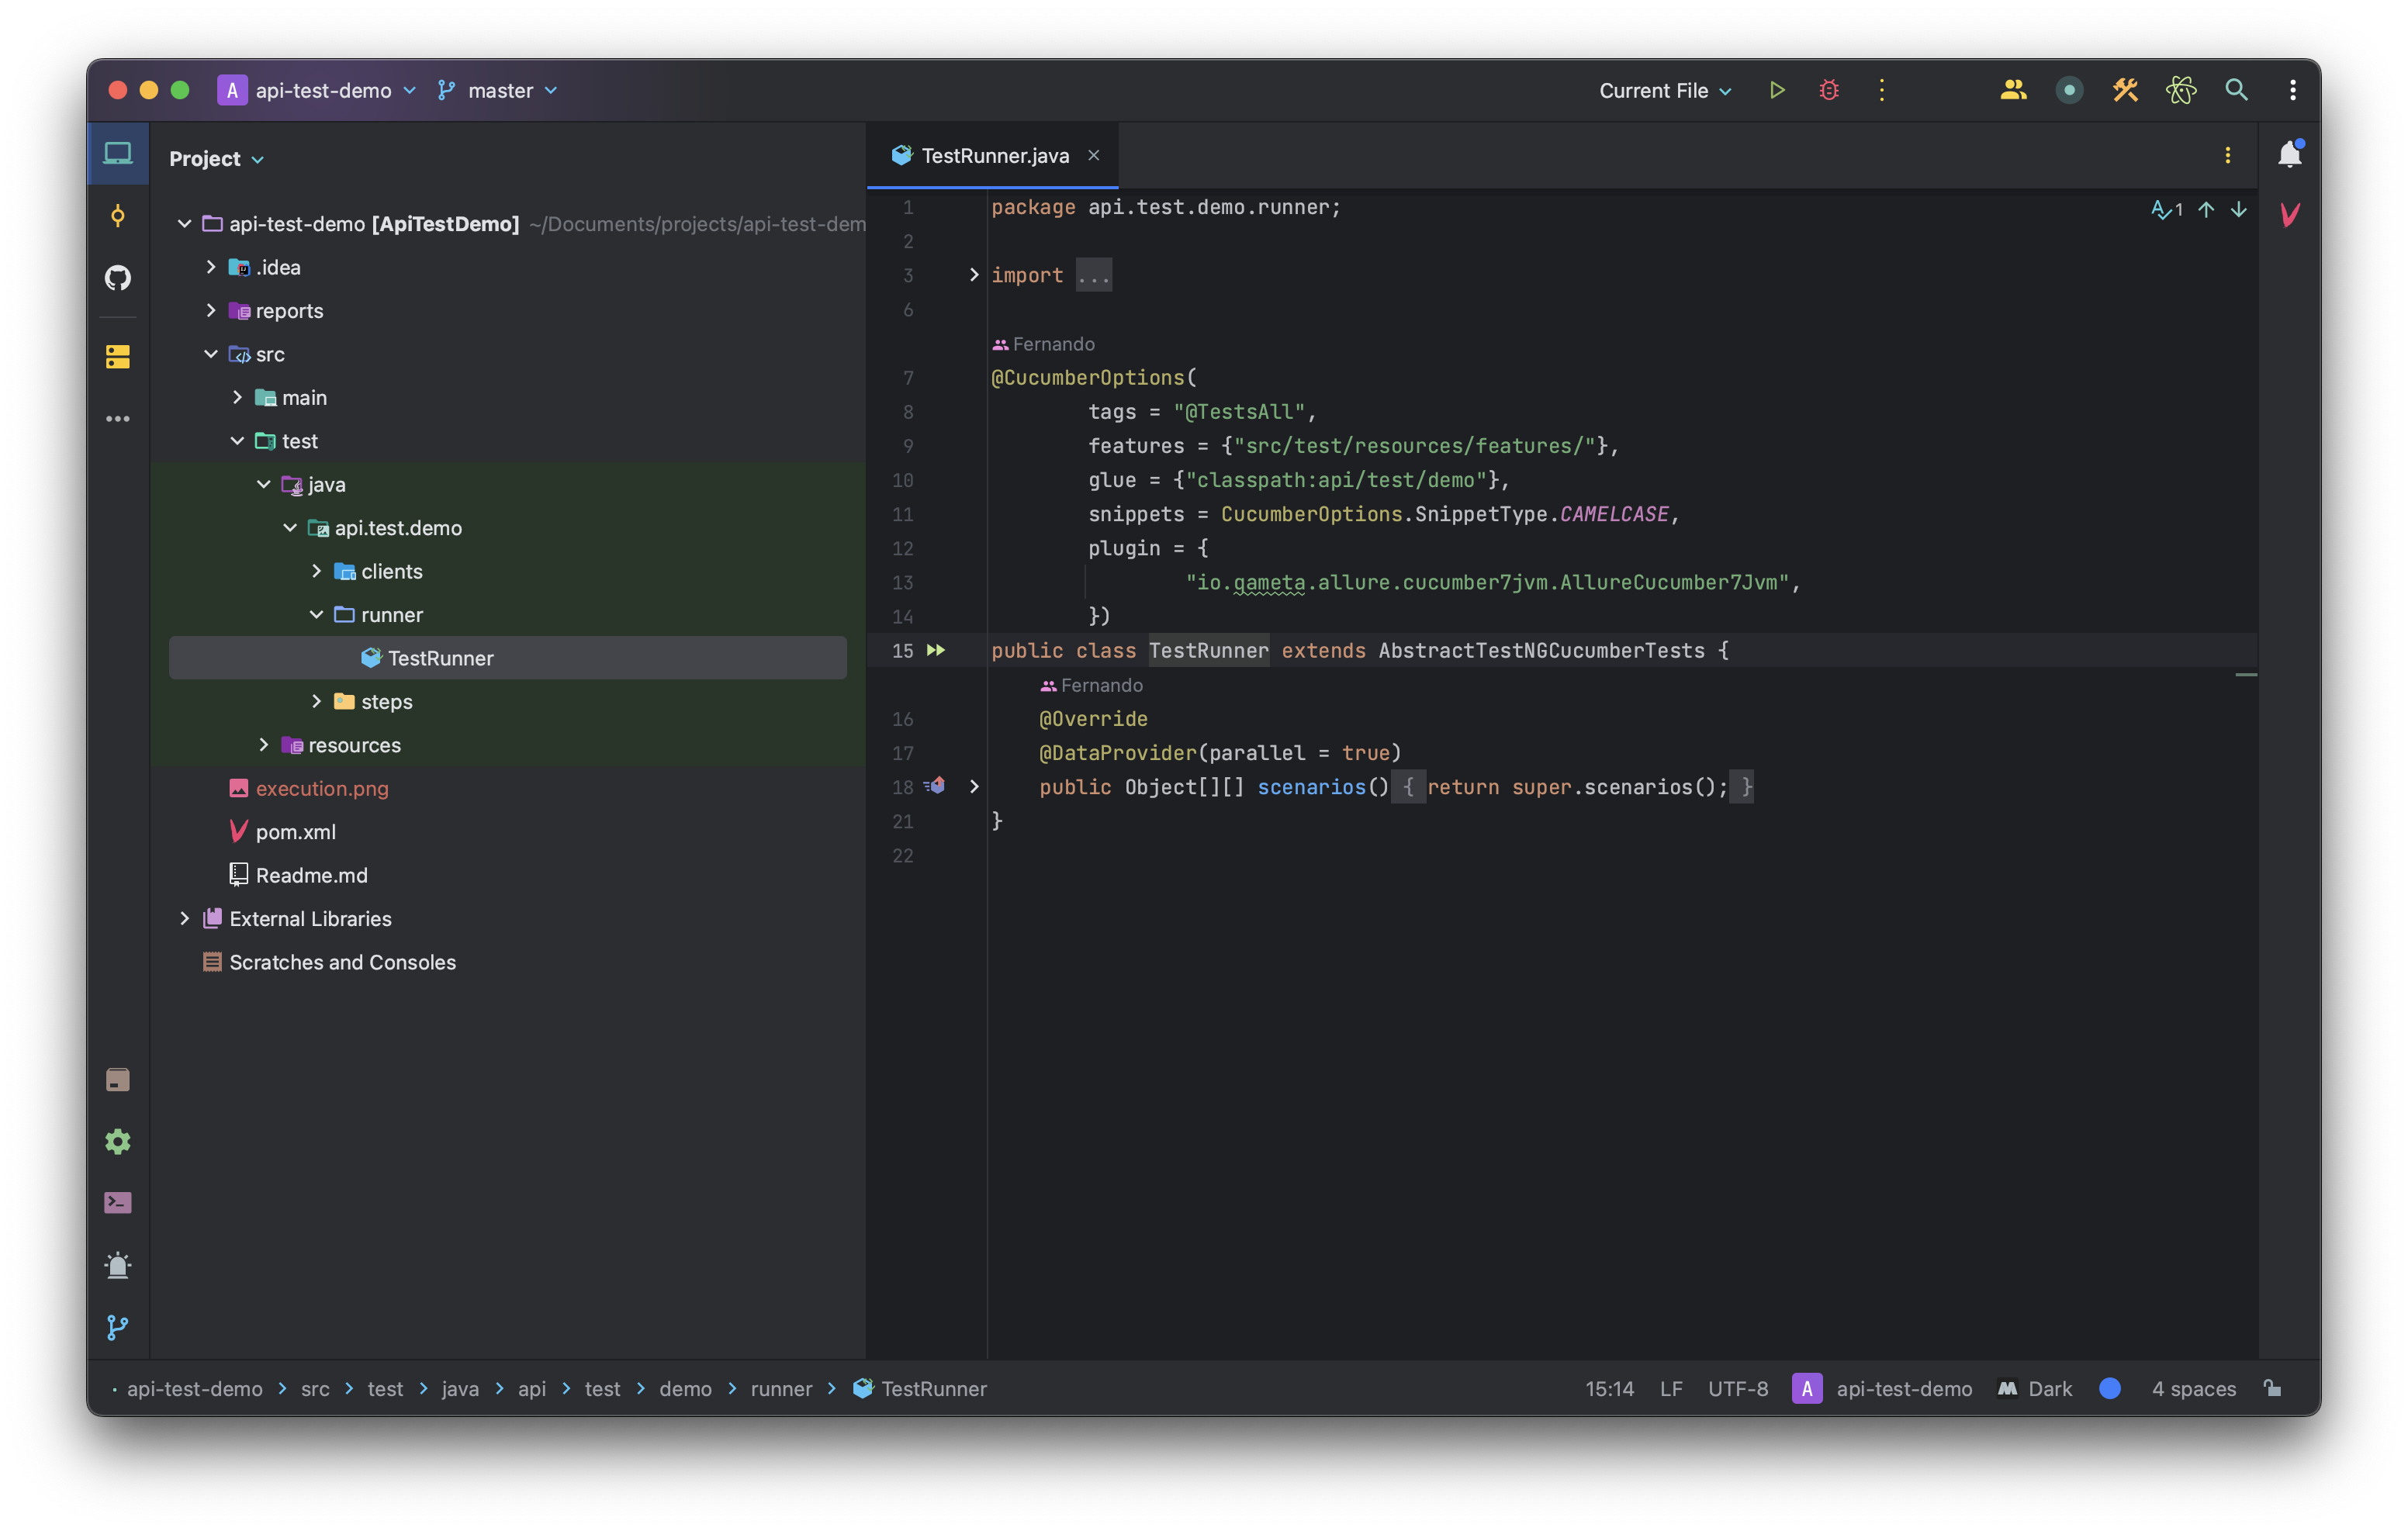 A api-test-demo master Current File
Project
TestRunner.java
api-test-demo [ApiTestDemo] ~/Documents/projects/api-test-dem
.idea
reports
src
main
test
java
api.test.demo
clients
runner
TestRunner
steps
resources
execution.png
pom.xml
Readme.md
External Libraries
Scratches and Consoles
1 package api.test.demo.runner;
2
3 import ...
6
Fernando
7 @CucumberOptions(
8 tags = "@TestsAll",
9 features = {"src/test/resources/features/"},
10 glue = {"classpath:api/test/demo"},
11 snippets = CucumberOptions.SnippetType.CAMELCASE,
12 plugin = {
13 "io.qameta.allure.cucumber7jvm.AllureCucumber7Jvm",
14 })
15 public class TestRunner extends AbstractTestNGCucumberTests {
Fernando
16 @Override
17 @DataProvider(parallel = true)
18 public Object[][] scenarios() { return super.scenarios(); }
21 }
22
1
api-test-demo > src > test > java > api > test > demo > runner > TestRunner
15:14 LF UTF-8 A api-test-demo Dark 4 spaces